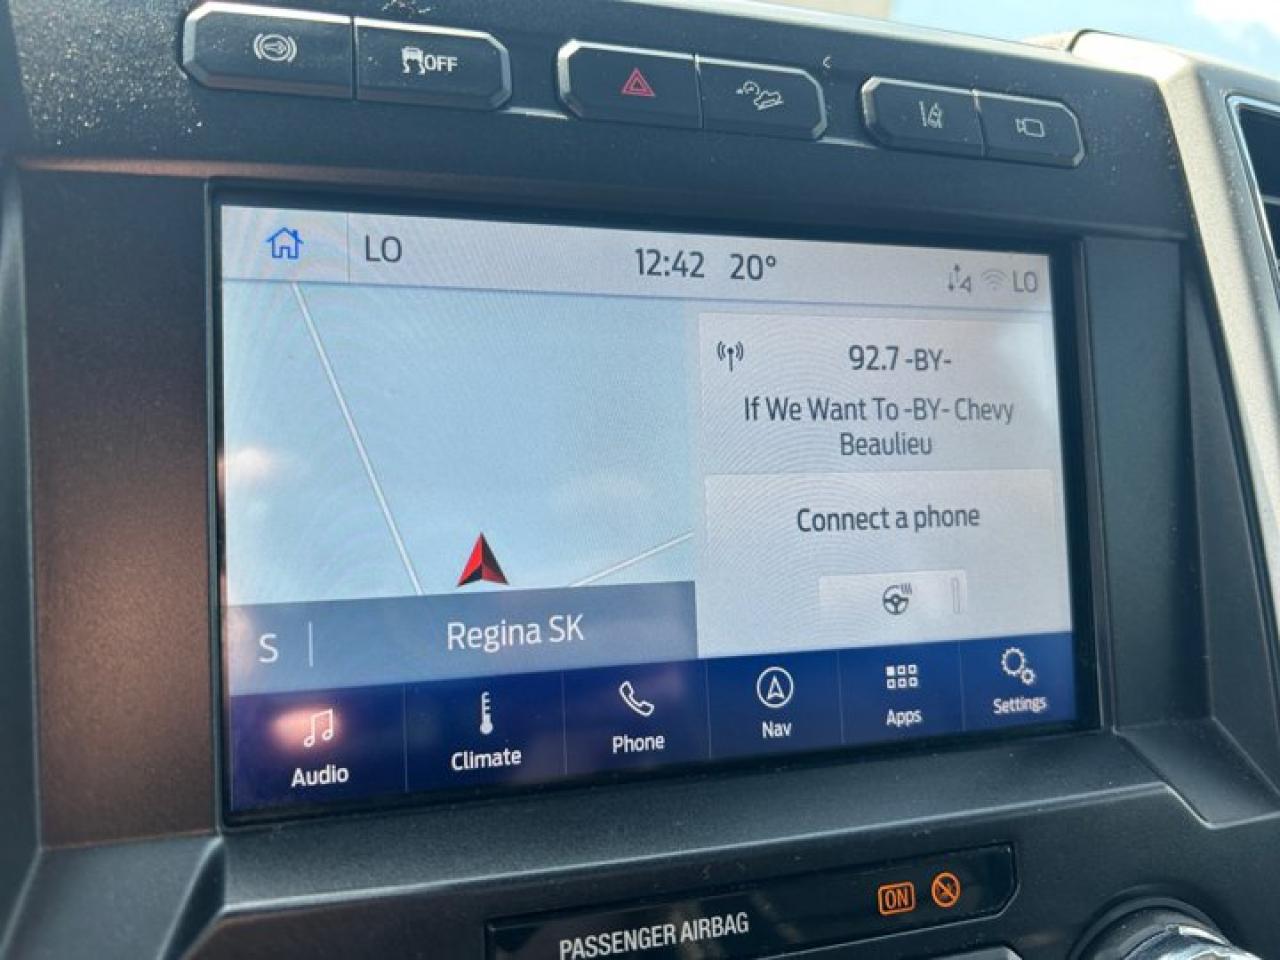 OFF
LO
12:42 20°
LO
92.7 -BY-
If We Want To -BY- Chevy
Beaulieu
Connect a phone
S
Regina SK
Audio
Climate
Phone
Nav
Apps
Settings
PASSENGER AIRBAG
ON